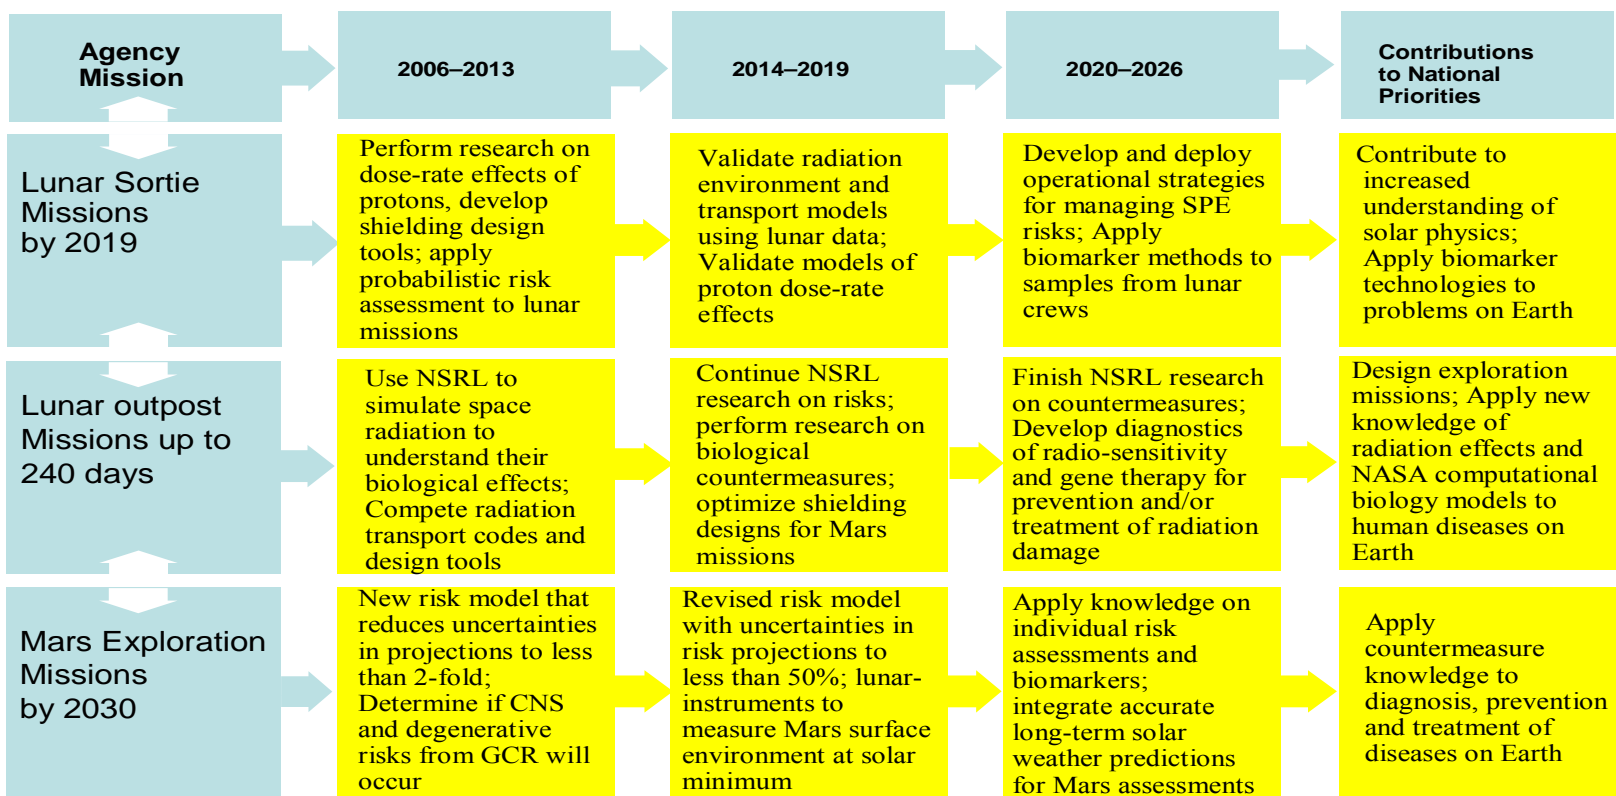 Agency
Mission
2006–2013
2014–2019
2020–2026
Contributions
to National
Priorities
Lunar Sortie
Missions
by 2019
Perform research on
dose-rate effects of
protons, develop
shielding design
tools; apply
probabilistic risk
assessment to lunar
missions
Validate radiation
environment and
transport models
using lunar data;
Validate models of
proton dose-rate
effects
Develop and deploy
operational strategies
for managing SPE
risks; Apply
biomarker methods to
samples from lunar
crews
Contribute to
increased
understanding of
solar physics;
Apply biomarker
technologies to
problems on Earth
Lunar outpost
Missions up to
240 days
Use NSRL to
simulate space
radiation to
understand their
biological effects;
Compete radiation
transport codes and
design tools
Continue NSRL
research on risks;
perform research on
biological
countermeasures;
optimize shielding
designs for Mars
missions
Finish NSRL research
on countermeasures;
Develop diagnostics
of radio-sensitivity
and gene therapy for
prevention and/or
treatment of radiation
damage
Design exploration
missions; Apply new
knowledge of
radiation effects and
NASA computational
biology models to
human diseases on
Earth
Mars Exploration
Missions
by 2030
New risk model that
reduces uncertainties
in projections to less
than 2-fold;
Determine if CNS
and degenerative
risks from GCR will
occur
Revised risk model
with uncertainties in
risk projections to
less than 50%; lunar-
instruments to
measure Mars surface
environment at solar
minimum
Apply knowledge on
individual risk
assessments and
biomarkers;
integrate accurate
long-term solar
weather predictions
for Mars assessments
Apply
countermeasure
knowledge to
diagnosis, prevention
and treatment of
diseases on Earth